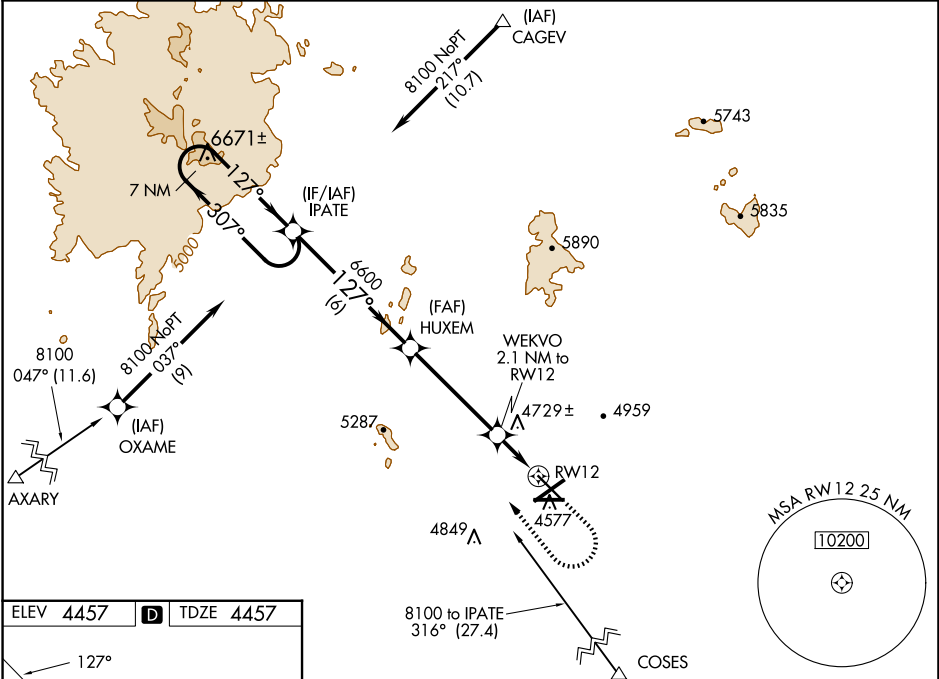 (IAF)
CAGEV
8100 NoPT
217°
(10.7)
5743
6671±
7 NM
127°
307°
(IF/IAF)
IPATE
5835
5890
5000
6600
127°
(6)
(FAF)
HUXEM
8100 NoPT
037°
(9)
8100
047° (11.6)
WEKVO
2.1 NM to
RW12
(IAF)
OXAME
5287
4729±
4959
AXARY
RW12
4577
4849
MSA RW12 25 NM
10200
8100 to IPATE
316° (27.4)
COSES
ELEV 4457 D TDZE 4457
127°